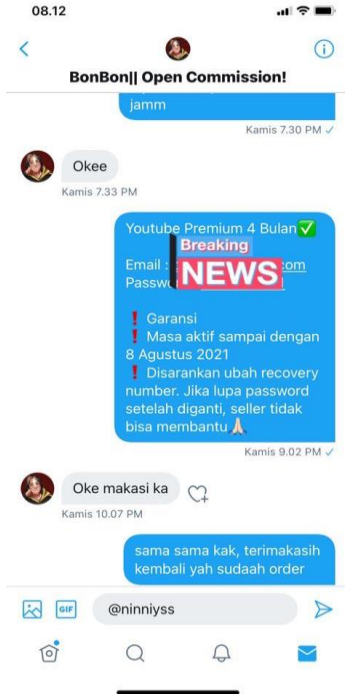 08.12
BonBon|| Open Commission!
jamm
Kamis 7.30 PM ✓
Okee
Kamis 7.33 PM
Youtube Premium 4 Bulan✅
Breaking
Email : com
NEWS
Passw
❗ Garansi
❗ Masa aktif sampai dengan
8 Agustus 2021
❗ Disarankan ubah recovery
number. Jika lupa password
setelah diganti, seller tidak
bisa membantu🙏🏻
Kamis 9.02 PM ✓
Oke makasi ka
Kamis 10.07 PM
sama sama kak, terimakasih
kembali yah sudaah order
GIF
@ninniyss